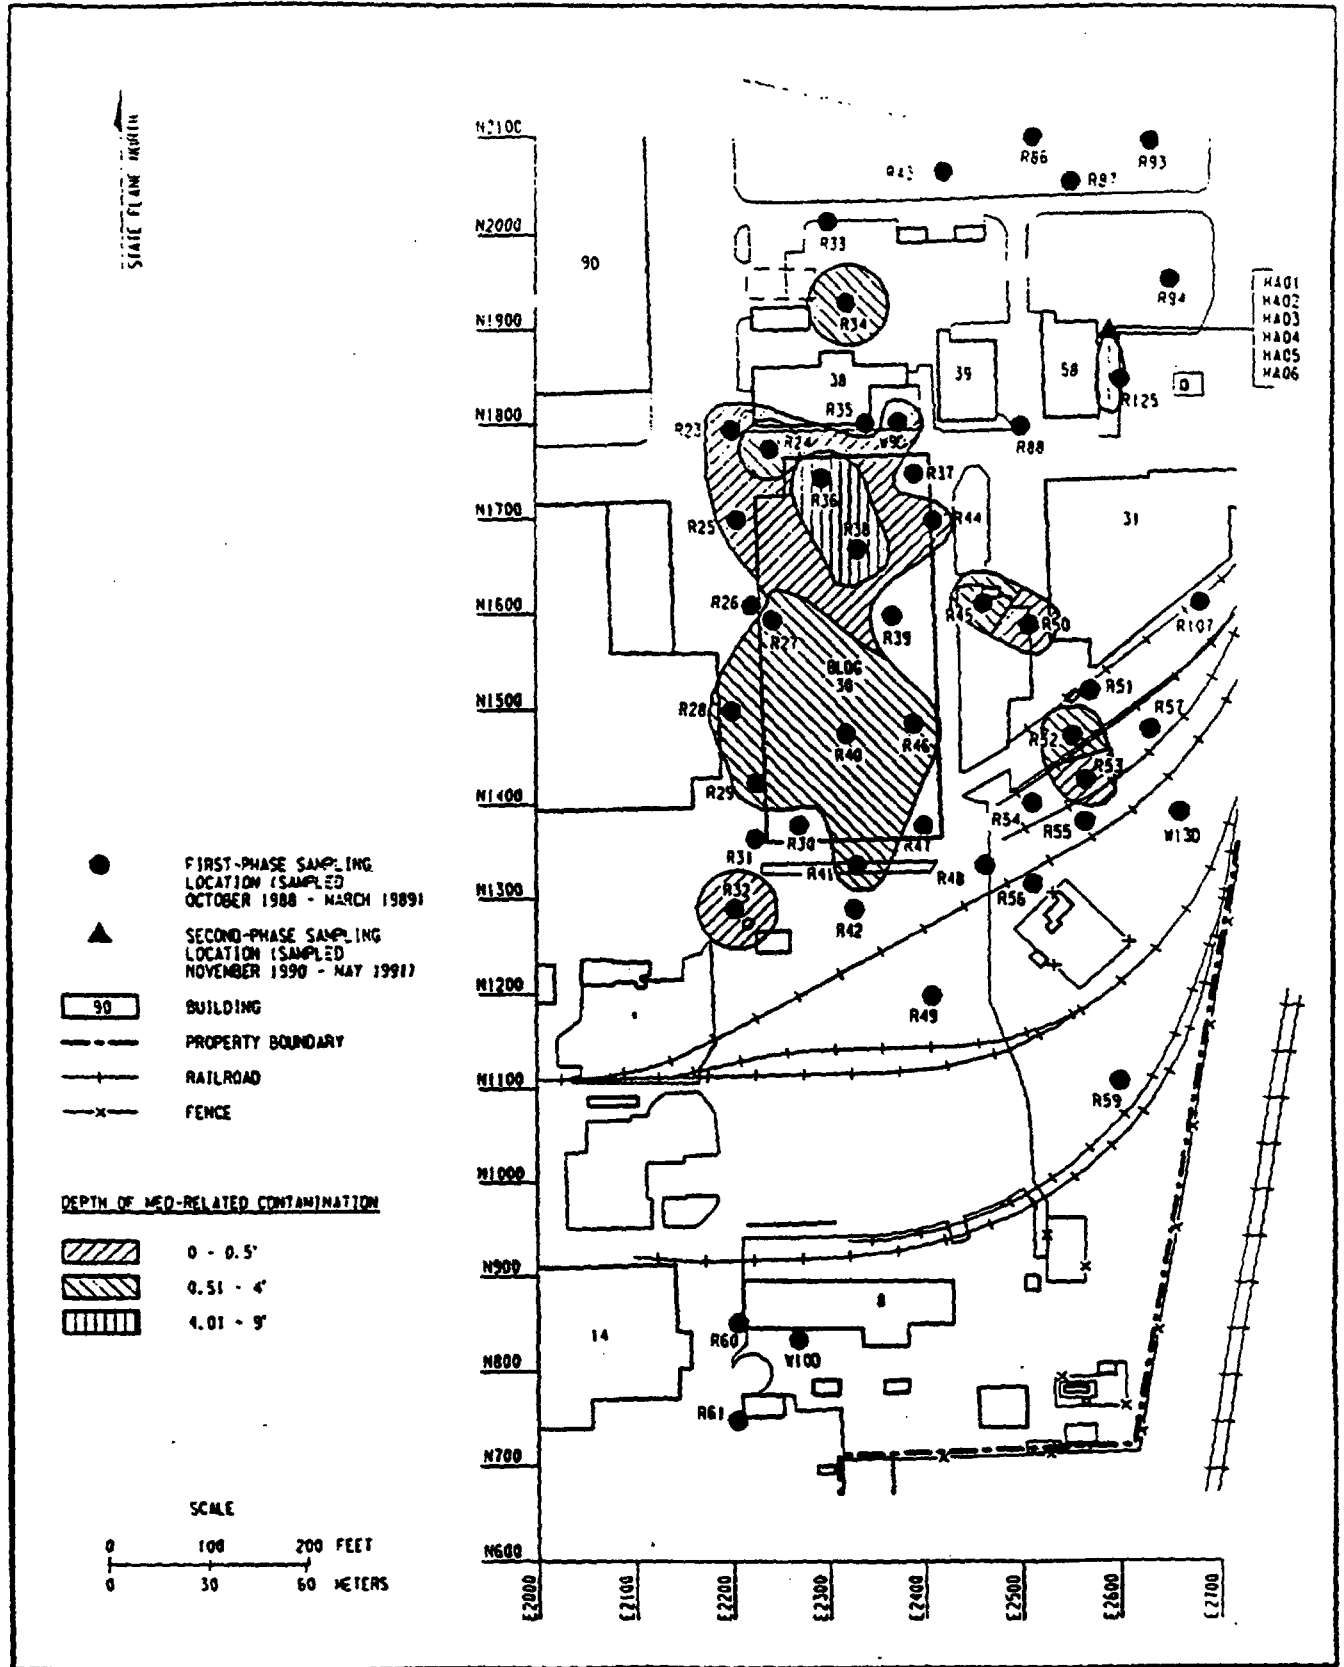 STATE PLANE NORTH
N2100
N2000
N1900
N1800
N1700
N1600
N1500
N1400
N1300
N1200
N1100
N1000
N900
N800
N700
N600
E2000
E2100
E2200
E2300
E2400
E2500
E2600
E2700
R86
R93
R87
R33
90
R94
R34
HA01
HA02
HA03
HA04
HA05
HA06
38
39
58
R125
R35
R23
R24
R88
R37
R36
R25
R38
R44
31
R26
R27
R39
R45
R50
R107
BLDG
30
R51
R28
R57
R40
R46
R52
R53
R29
R54
R55
W130
R31
R30
R47
R41
R48
R32
R56
R42
R49
R59
8
14
R60
W100
R61
FIRST-PHASE SAMPLING
LOCATION (SAMPLED
OCTOBER 1988 - MARCH 1989)
SECOND-PHASE SAMPLING
LOCATION (SAMPLED
NOVEMBER 1990 - MAY 1991)
90 BUILDING
PROPERTY BOUNDARY
RAILROAD
FENCE
DEPTH OF MED-RELATED CONTAMINATION
0 - 0.5'
0.51 - 4'
4.01 - 9'
SCALE
0 100 200 FEET
0 30 60 METERS